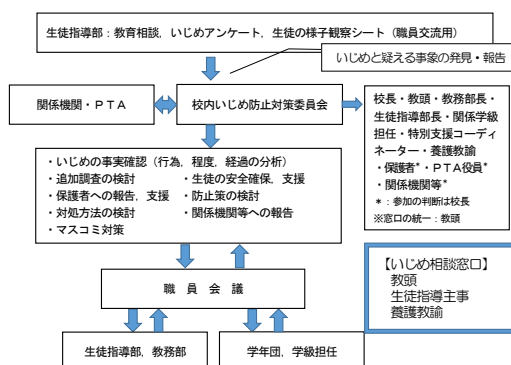 生徒指導部:教育相談,いじめアンケート,生徒の様子観察シート(職員交流用)
いじめと疑える事象の発見・報告
関係機関・PTA
校内いじめ防止対策委員会
校長・教頭・教務部長・
生徒指導部長・関係学級
担任・特別支援コーディ
ネーター・養護教諭
・保護者*・PTA役員*
・関係機関等*
*:参加の判断は校長
※窓口の統一:教頭
・いじめの事実確認(行為,程度,経過の分析)
・追加調査の検討 ・生徒の安全確保,支援
・保護者への報告,支援 ・防止策の検討
・対処方法の検討 ・関係機関等への報告
・マスコミ対策
職 員 会 議
【いじめ相談窓口】
教頭
生徒指導主事
養護教諭
生徒指導部,教務部
学年団,学級担任